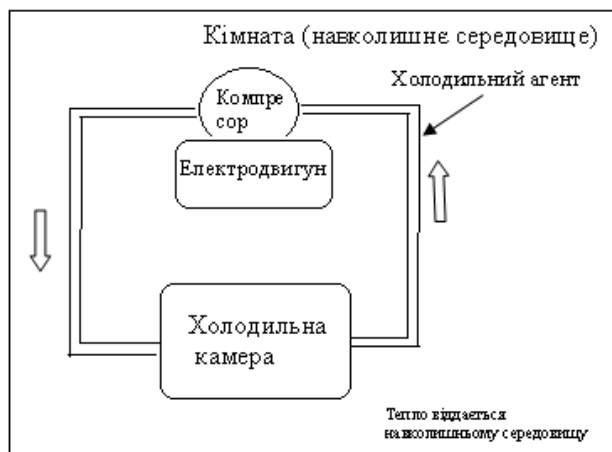 Кімната (навколишнє середовище)
Холодильний агент
Компре
сор
Електродвигун
Холодильна
камера
Тепло віддається
навколишньому середовищу